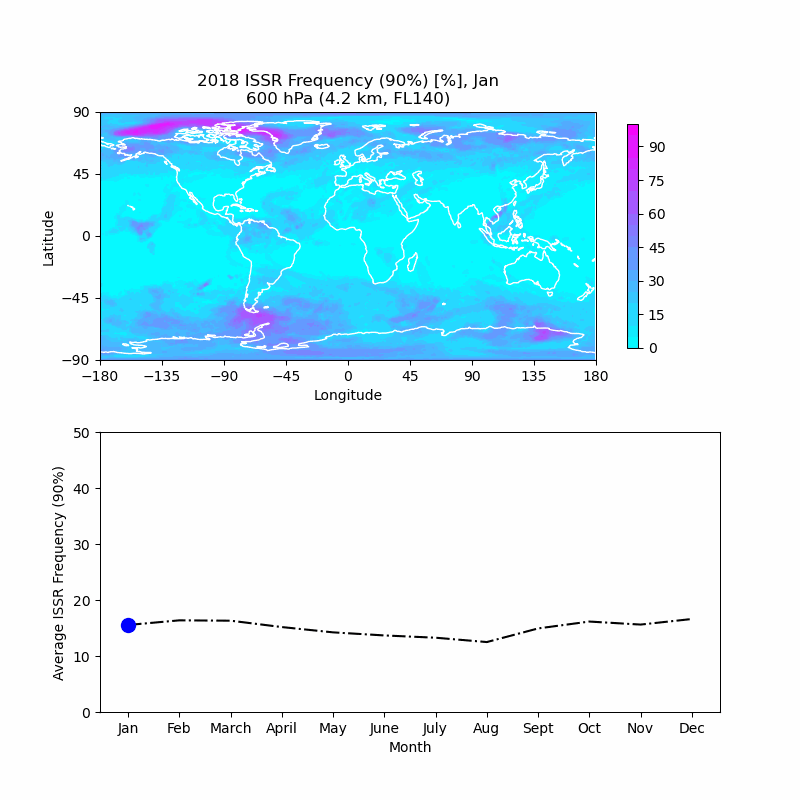 2018 ISSR Frequency (90%) [%], Jan
600 hPa (4.2 km, FL140)
90
45
0
−45
−90
Latitude
−180 −135 −90 −45 0 45 90 135 180
Longitude
90
75
60
45
30
15
0
50
40
30
20
10
0
Average ISSR Frequency (90%)
Jan Feb March April May June July Aug Sept Oct Nov Dec
Month